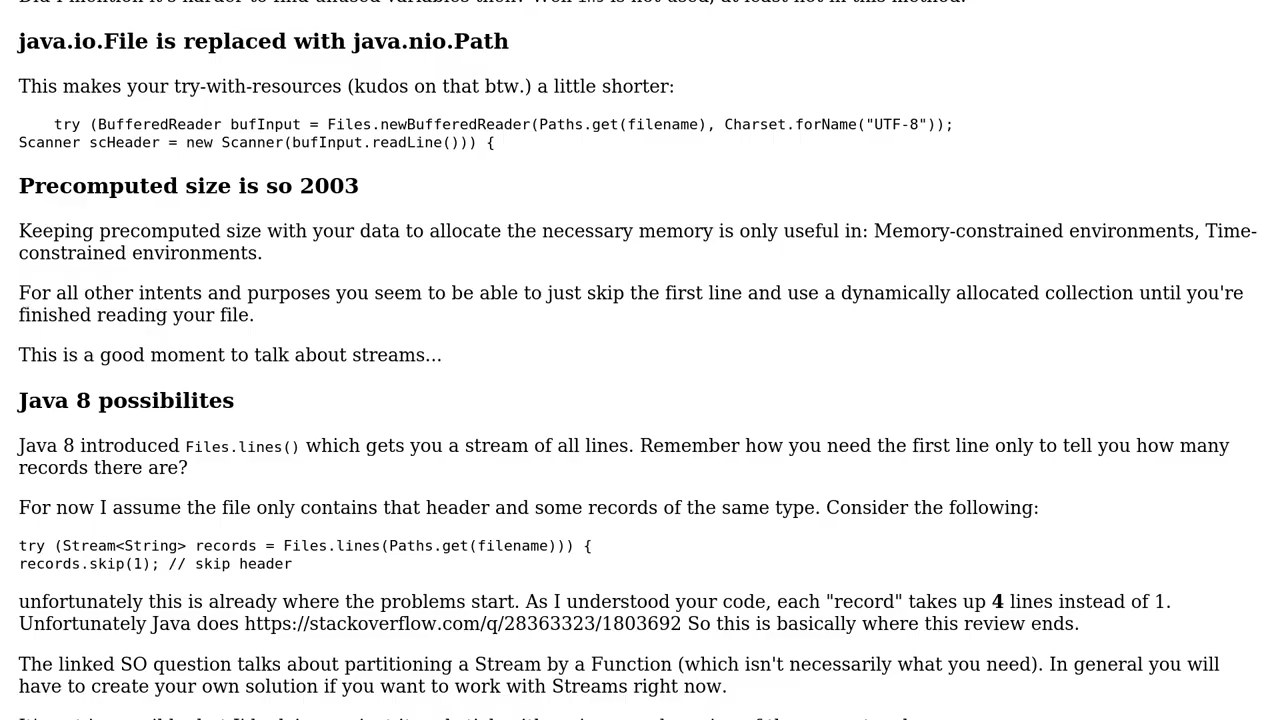 java.io.File is replaced with java.nio.Path
This makes your try-with-resources (kudos on that btw.) a little shorter:
try (BufferedReader bufInput = Files.newBufferedReader(Paths.get(filename), Charset.forName("UTF-8"));
Scanner scHeader = new Scanner(bufInput.readLine())) {
Precomputed size is so 2003
Keeping precomputed size with your data to allocate the necessary memory is only useful in: Memory-constrained environments, Time-
constrained environments.
For all other intents and purposes you seem to be able to just skip the first line and use a dynamically allocated collection until you're
finished reading your file.
This is a good moment to talk about streams...
Java 8 possibilites
Java 8 introduced Files.lines() which gets you a stream of all lines. Remember how you need the first line only to tell you how many
records there are?
For now I assume the file only contains that header and some records of the same type. Consider the following:
try (Stream<String> records = Files.lines(Paths.get(filename))) {
records.skip(1); // skip header
unfortunately this is already where the problems start. As I understood your code, each "record" takes up 4 lines instead of 1.
Unfortunately Java does https://stackoverflow.com/q/28363323/1803692 So this is basically where this review ends.
The linked SO question talks about partitioning a Stream by a Function (which isn't necessarily what you need). In general you will
have to create your own solution if you want to work with Streams right now.